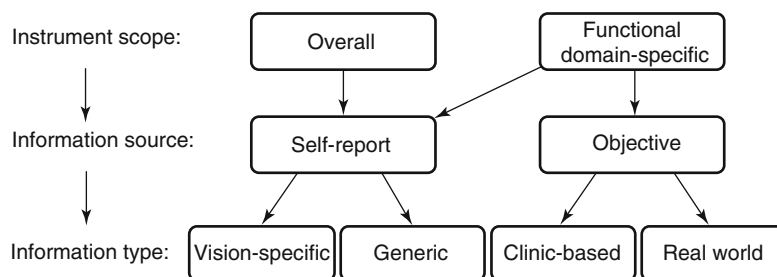 Instrument scope:
Overall
Functional
domain-specific
Information source:
Self-report
Objective
Information type:
Vision-specific
Generic
Clinic-based
Real world